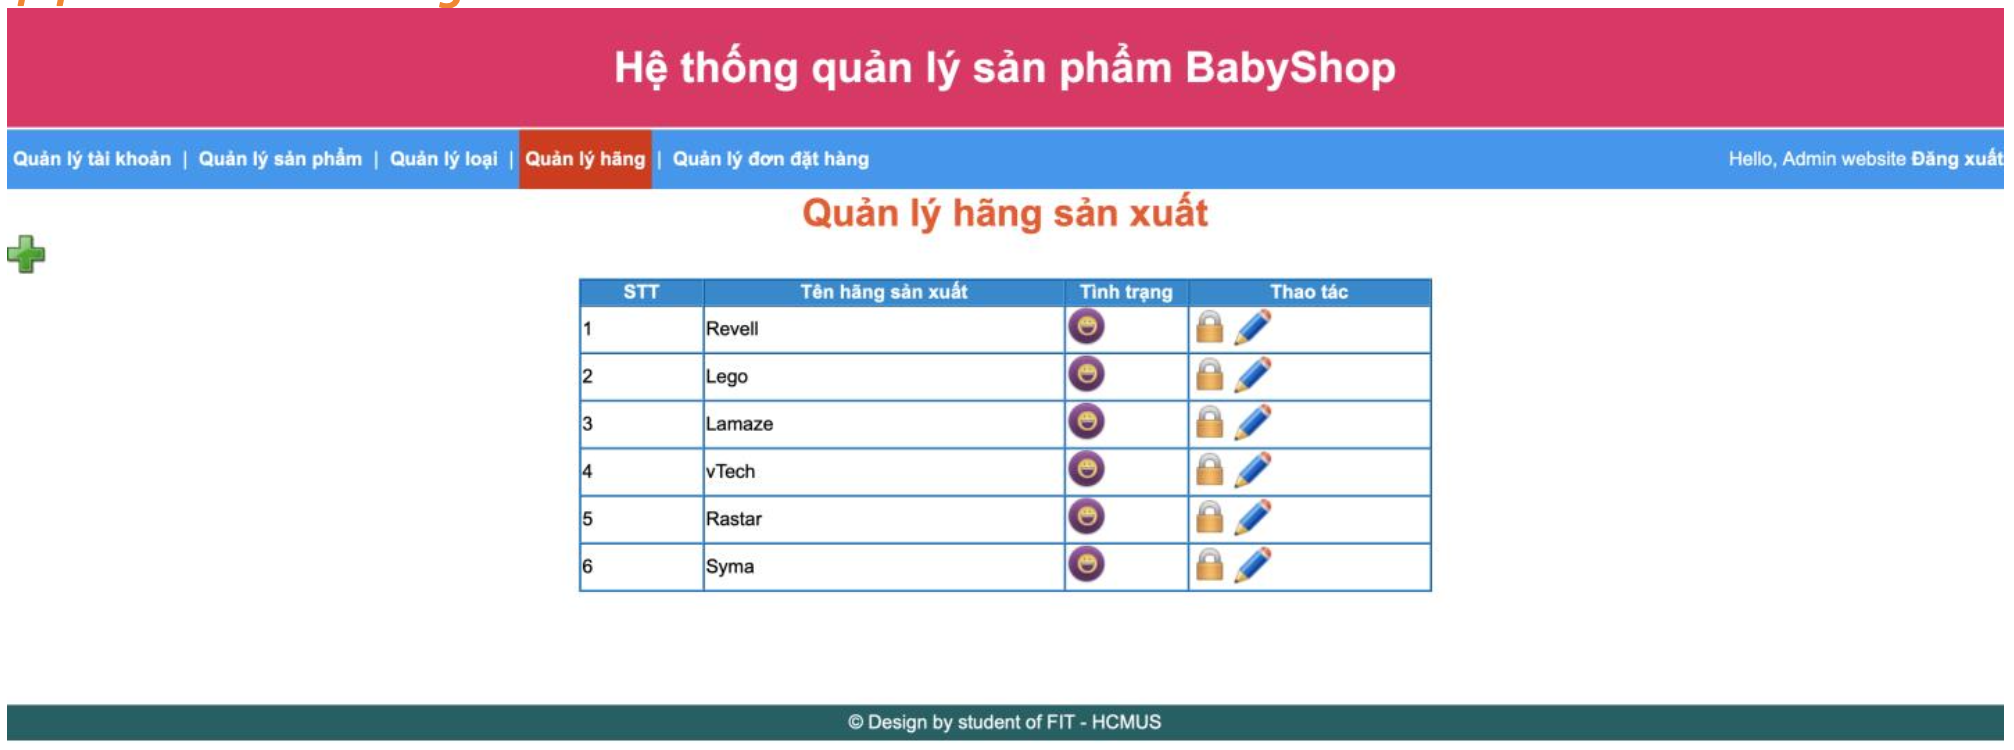 Hệ thống quản lý sản phẩm BabyShop
Quản lý tài khoản | Quản lý sản phẩm | Quản lý loại | Quản lý hãng | Quản lý đơn đặt hàng Hello, Admin website Đăng xuất
Quản lý hãng sản xuất
STT Tên hãng sản xuất Tình trạng Thao tác
1 Revell
2 Lego
3 Lamaze
4 vTech
5 Rastar
6 Syma
© Design by student of FIT - HCMUS